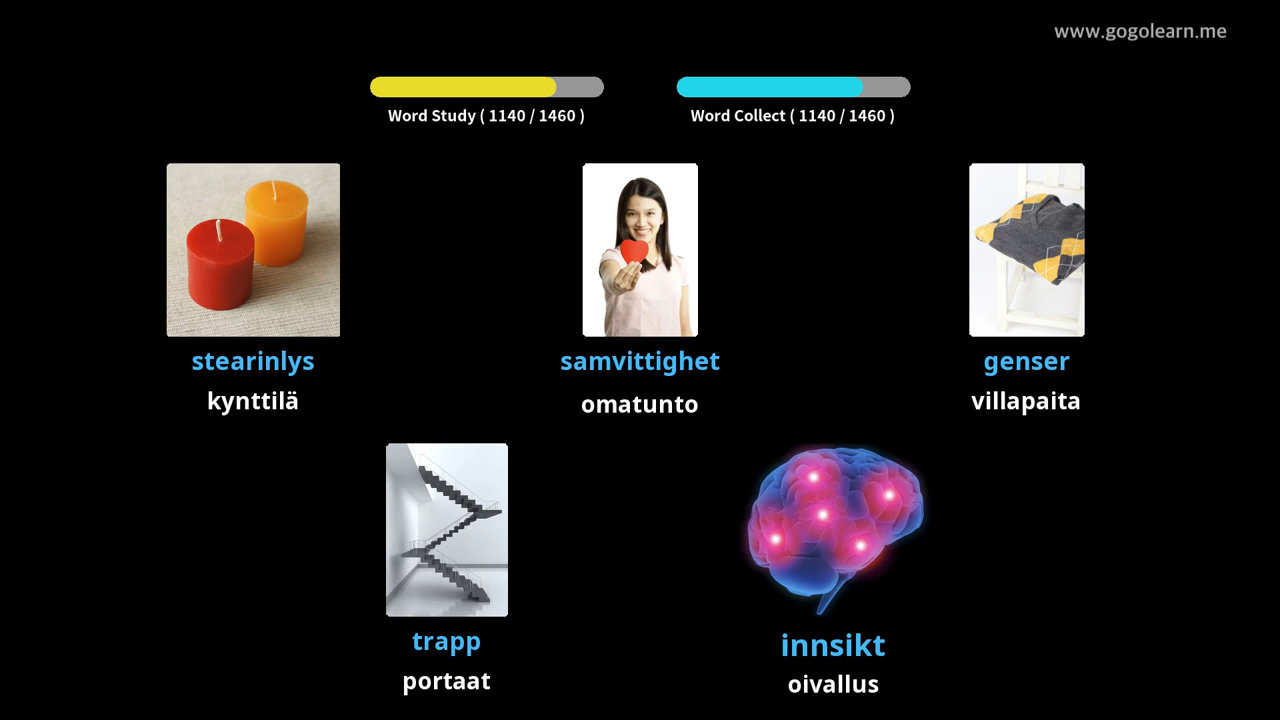 www.gogolearn.me
Word Study ( 1140 / 1460 )
Word Collect ( 1140 / 1460 )
stearinlys
kynttilä
samvittighet
omatunto
genser
villapaita
trapp
portaat
innsikt
oivallus